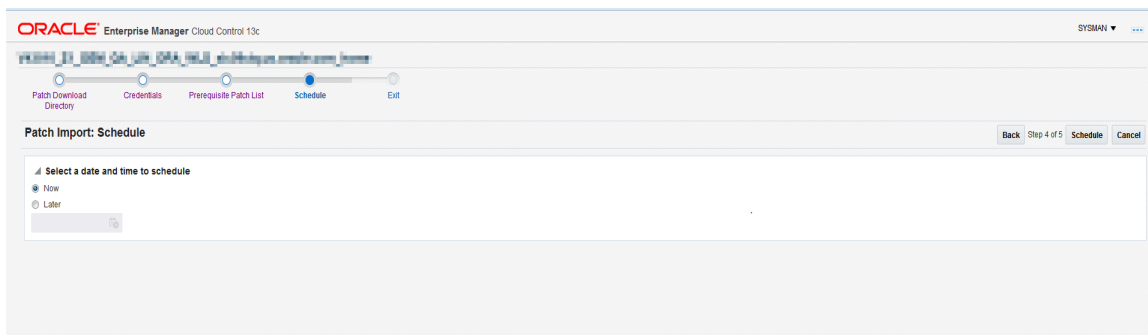 ORACLE Enterprise Manager Cloud Control 13c
SYSMAN
Patch Download Directory
Credentials
Prerequisite Patch List
Schedule
Exit
Patch Import: Schedule
Back Step 4 of 5 Schedule Cancel
Select a date and time to schedule
Now
Later